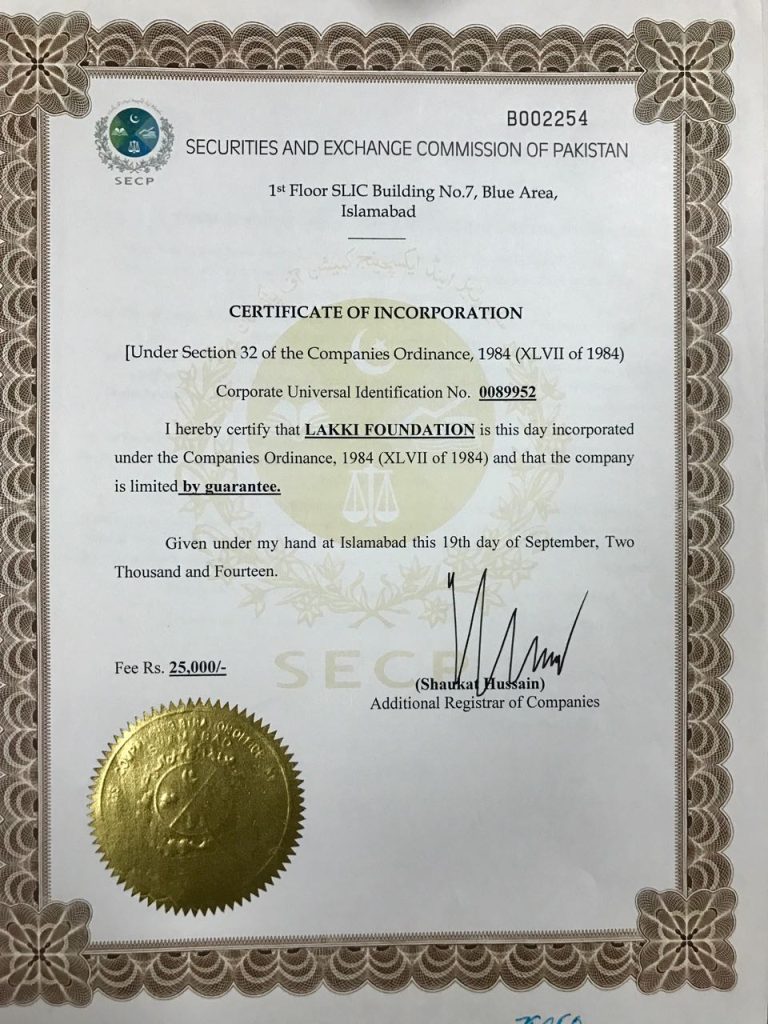 B002254
SECP
SECURITIES AND EXCHANGE COMMISSION OF PAKISTAN
1st Floor SLIC Building No.7, Blue Area,
Islamabad
CERTIFICATE OF INCORPORATION
[Under Section 32 of the Companies Ordinance, 1984 (XLVII of 1984)
Corporate Universal Identification No. 0089952
I hereby certify that LAKKI FOUNDATION is this day incorporated
under the Companies Ordinance, 1984 (XLVII of 1984) and that the company
is limited by guarantee.
Given under my hand at Islamabad this 19th day of September, Two
Thousand and Fourteen.
SECP
Fee Rs. 25,000/-
(Shaukat Hussain)
Additional Registrar of Companies